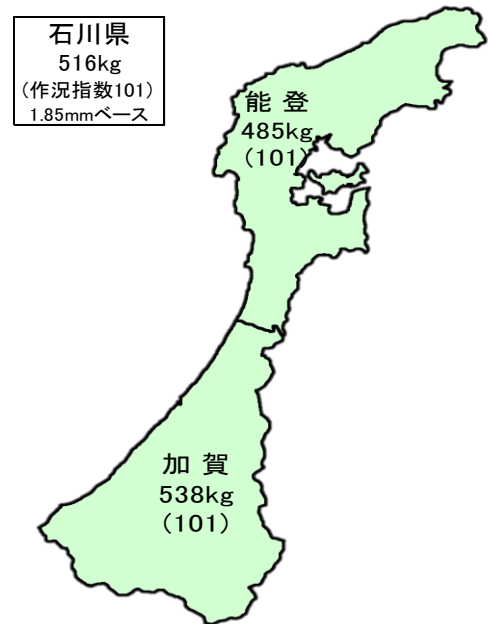 石川県
516kg
(作況指数101)
1.85mmベース
能 登
485kg
(101)
加 賀
538kg
(101)